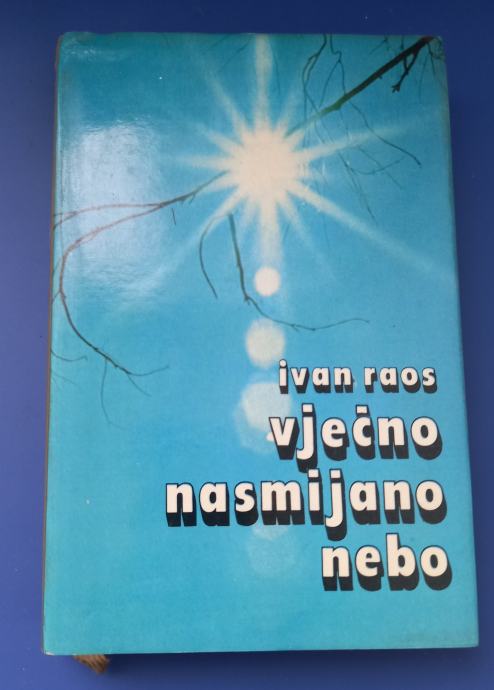 ivan raos
vječno
nasmijano
nebo